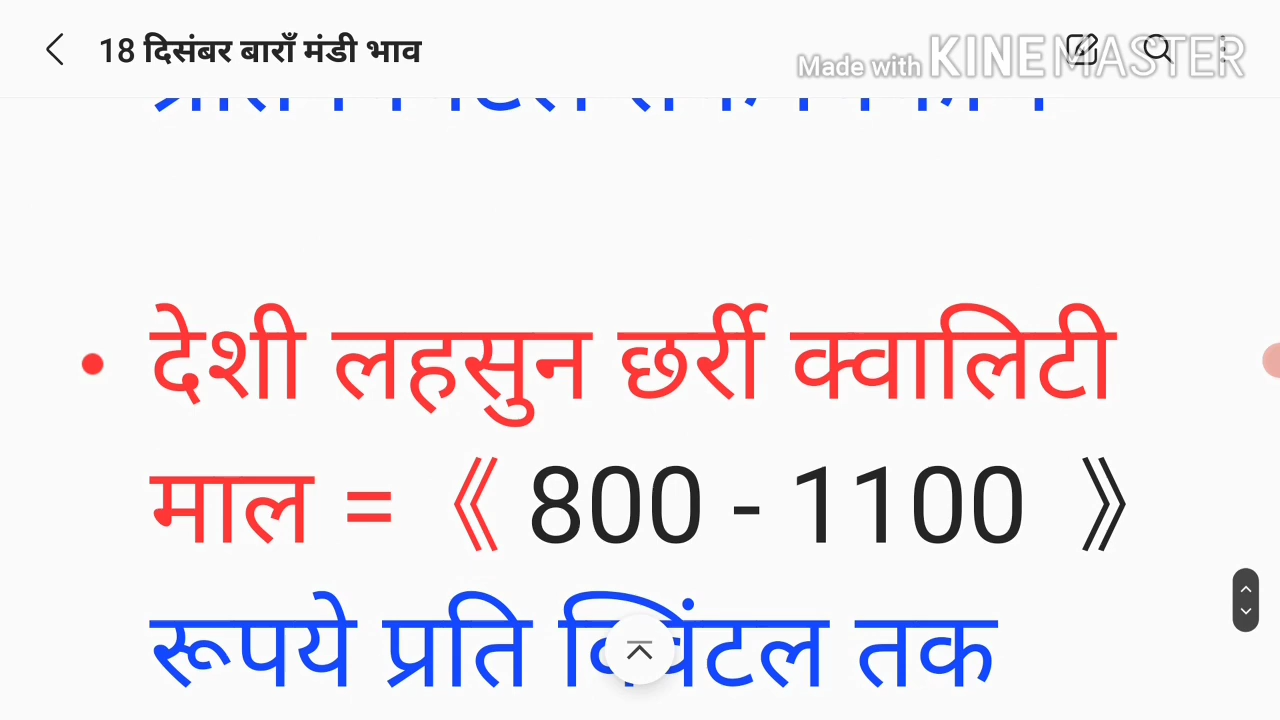 18 दिसंबर बाराँ मंडी भाव
Made with KINEMASTER
• देशी लहसुन छर्री क्वालिटी
माल = 《 800 - 1100 》
रूपये प्रति क्विंटल तक